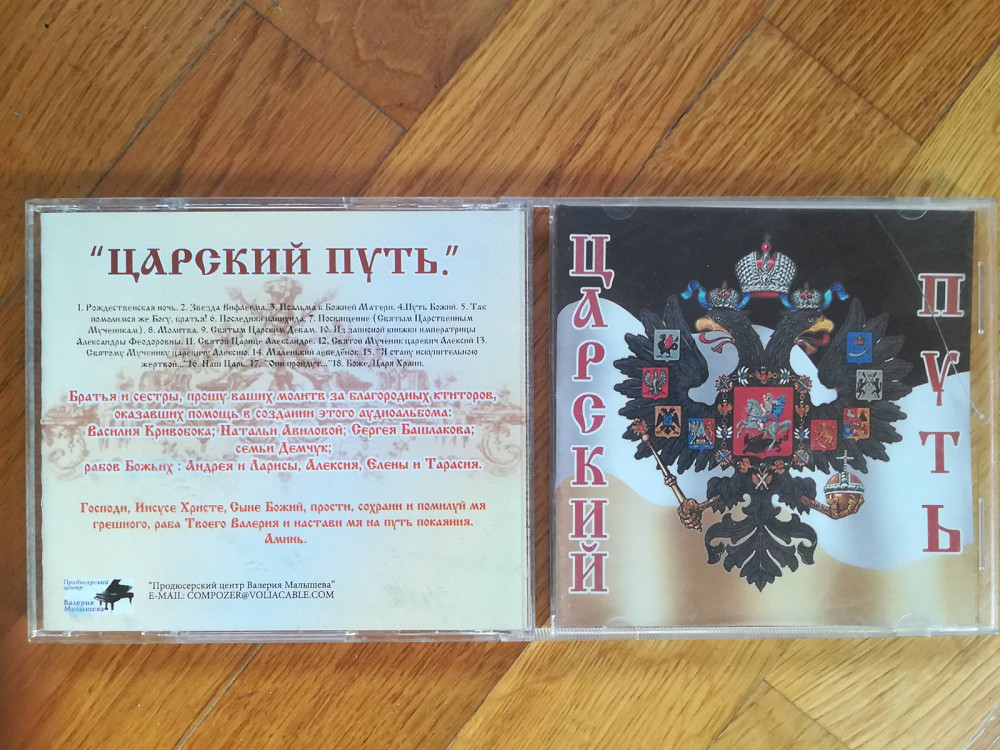 "ЦАРСКИЙ ПУТЬ."
1. Рождественская ночь. 2. Звезда Вифлеема. 3. Псальма к Божией Матери. 4.Путь Божий. 5. Так
помолимся же Богу, братья! 6. Последняя панихида. 7. Посвящение (Святым Царственным
Мученикам). 8. Молитва. 9. Святым Царским Девам. 10. Из записной книжки императрицы
Александры Феодоровны. 11. Святой Царице Александре. 12. Святой Мученик царевич Алексий 13.
Святому Мученику царевичу Алексию. 14. Маленький лебедёнок. 15. "Я стану искупительною
жертвой..." 16. Наш Царь. 17. "Они пройдут..." 18. Боже, Царя Храни.
Братья и сестры, прошу ваших молитв за благородных ктиторов,
оказавших помощь в создании этого аудиоальбома:
Василия Кривобока; Натальи Авиловой; Сергея Башлакова;
семьи Демчук;
рабов Божьих : Андрея и Ларисы, Алексия, Елены и Тарасия.
Господи, Иисусе Христе, Сыне Божий, прости, сохрани и помилуй мя
грешного, раба Твоего Валерия и настави мя на путь покаяния.
Аминь.
Продюсерский
центр
Валерия
Малышева
"Продюсерский центр Валерия Малышева"
E-MAIL: COMPOZER@VOLIACABLE.COM
ЦАРСКИЙ
ПУТЬ